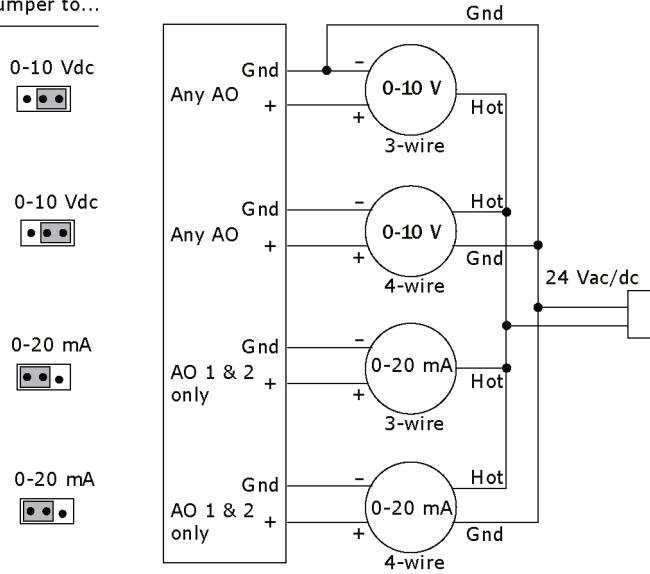 umper to...
Gnd
0-10 Vdc
Gnd
–
Any AO
+
+
0-10 V
Hot
3-wire
0-10 Vdc
Gnd
–
Any AO
+
+
0-10 V
Hot
Gnd
4-wire
24 Vac/dc
0-20 mA
Gnd
–
AO 1 & 2
only
+
+
0-20 mA
Hot
3-wire
0-20 mA
Gnd
–
AO 1 & 2
only
+
+
0-20 mA
Hot
Gnd
4-wire